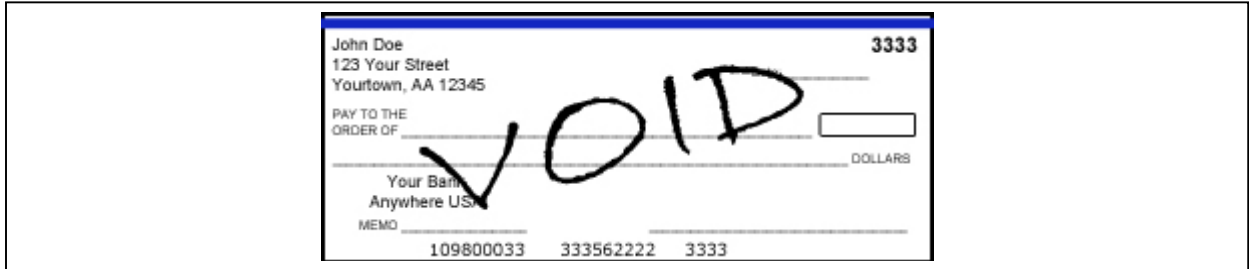 John Doe 3333
123 Your Street
Yourtown, AA 12345
PAY TO THE
ORDER OF
DOLLARS
VOID
Your Bank
Anywhere USA
MEMO
109800033 333562222 3333